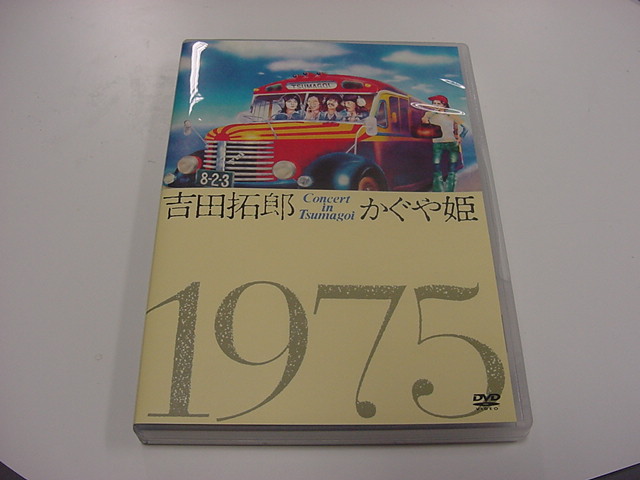 TSUMAGOI
8-2-3
吉田拓郎 Concert in Tsumagoi かぐや姫
1975
DVD
VIDEO